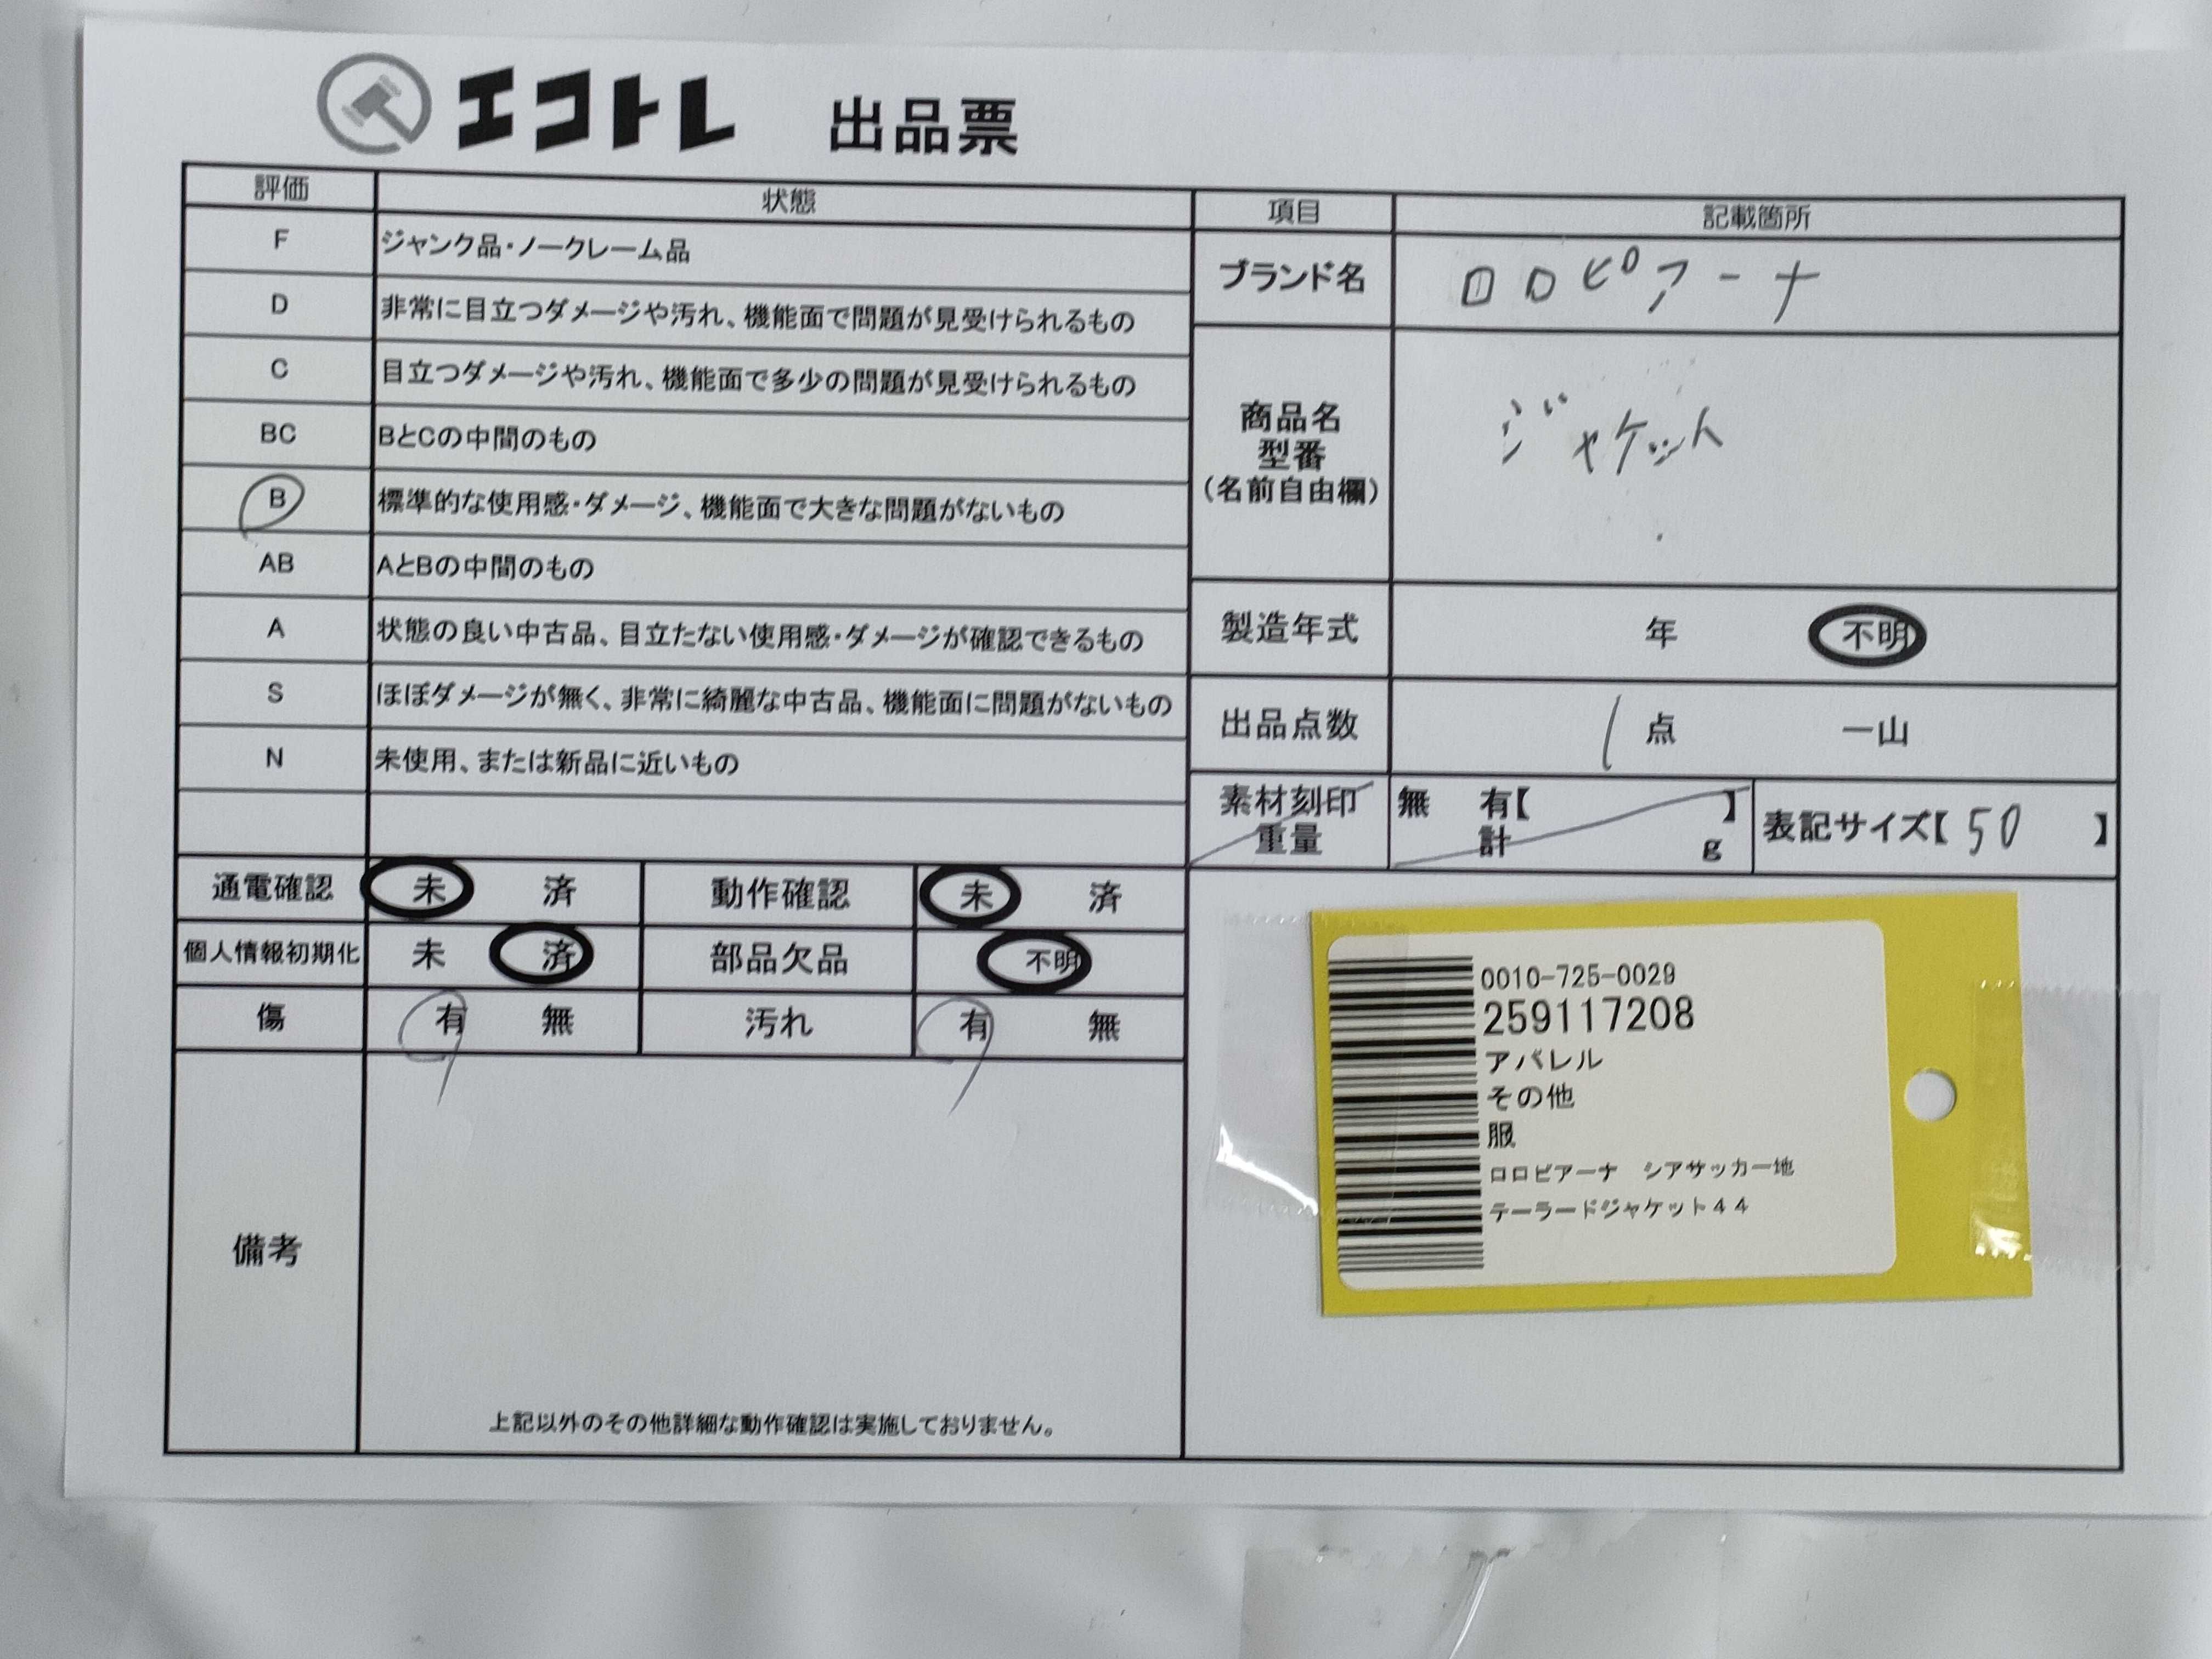 エコトレ 出品票
評価 状態
F ジャンク品・ノークレーム品
D 非常に目立つダメージや汚れ、機能面で問題が見受けられるもの
C 目立つダメージや汚れ、機能面で多少の問題が見受けられるもの
BC BとCの中間のもの
B 標準的な使用感・ダメージ、機能面で大きな問題がないもの
AB AとBの中間のもの
A 状態の良い中古品、目立たない使用感・ダメージが確認できるもの
S ほぼダメージが無く、非常に綺麗な中古品、機能面に問題がないもの
N 未使用、または新品に近いもの
通電確認 未 済 動作確認 未 済
個人情報初期化 未 済 部品欠品 不明
傷 有 無 汚れ 有 無
備考
上記以外のその他詳細な動作確認は実施しておりません。
項目 記載箇所
ブランド名 ロロピアーナ
商品名
型番
(名前自由欄)
ジャケット
製造年式 年 不明
出品点数 1点 一山
素材刻印 無 有【 】
重量 計 g
表記サイズ【50 】
0010-725-0029
259117208
アパレル
その他
服
ロロピアーナ シアサッカー地
テーラードジャケット44